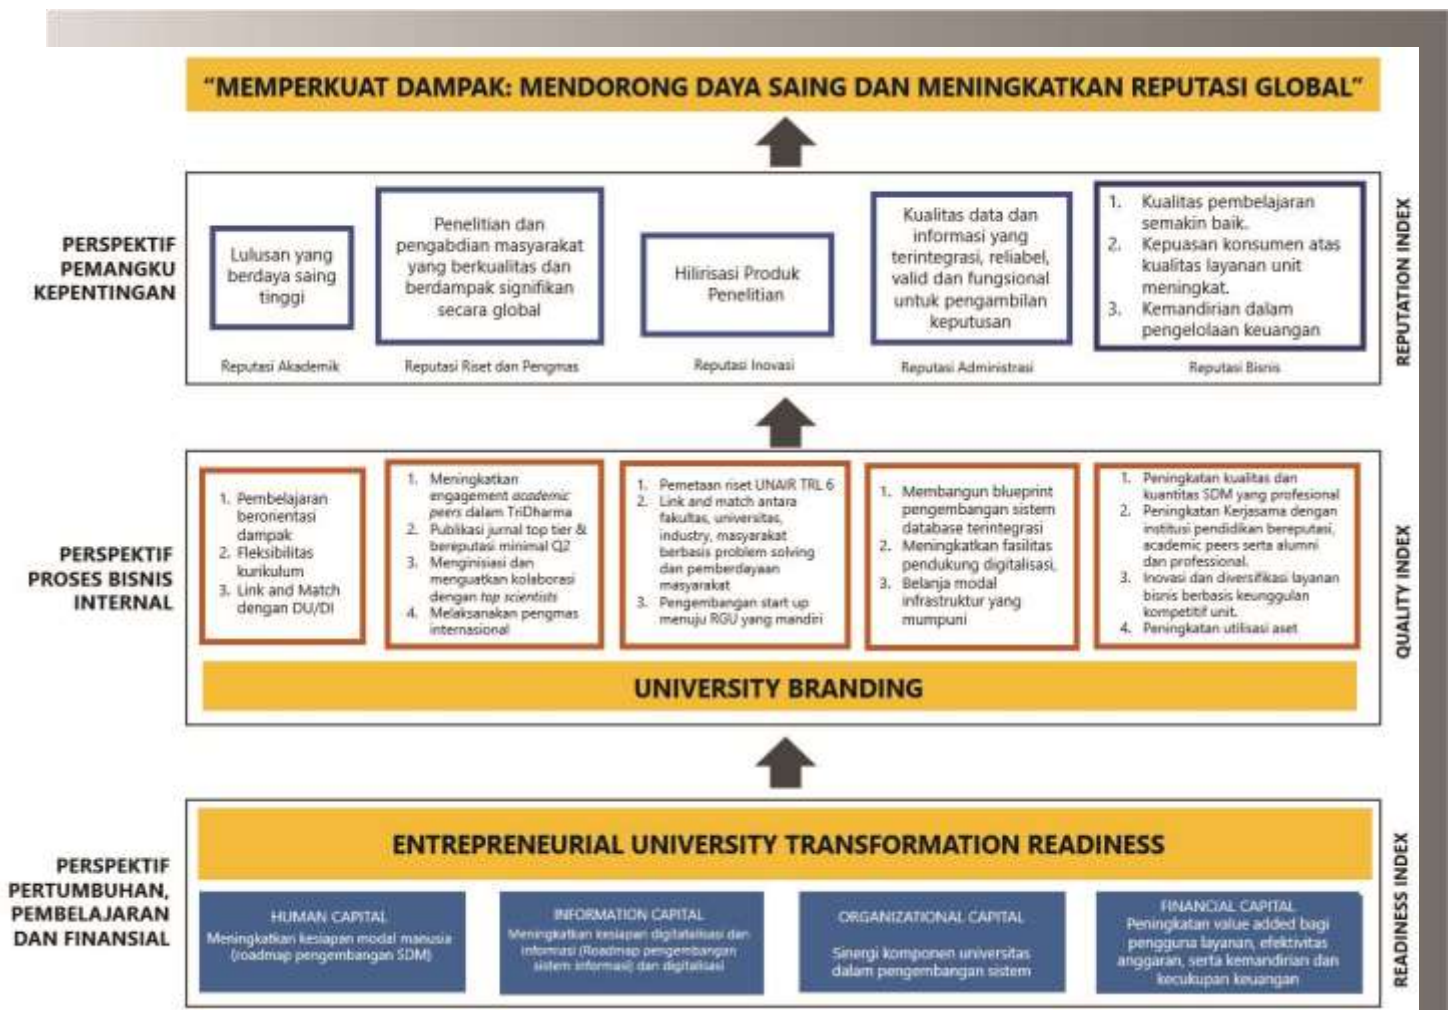 “MEMPERKUAT DAMPAK: MENDORONG DAYA SAING DAN MENINGKATKAN REPUTASI GLOBAL”
PERSPEKTIF
PEMANGKU
KEPENTINGAN
Lulusan yang
berdaya saing
tinggi
Reputasi Akademik
Penelitian dan
pengabdian masyarakat
yang berkualitas dan
berdampak signifikan
secara global
Reputasi Riset dan Pengmas
Hilirisasi Produk
Penelitian
Reputasi Inovasi
Kualitas data dan
informasi yang
terintegrasi, reliabel,
valid dan fungsional
untuk pengambilan
keputusan
Reputasi Administrasi
1. Kualitas pembelajaran
semakin baik.
2. Kepuasan konsumen atas
kualitas layanan unit
meningkat.
3. Kemandirian dalam
pengelolaan keuangan
Reputasi Bisnis
REPUTATION INDEX
PERSPEKTIF
PROSES BISNIS
INTERNAL
1. Pembelajaran
berorientasi
dampak
2. Fleksibilitas
kurikulum
3. Link and Match
dengan DU/DI
1. Meningkatkan
engagement academic
peers dalam TriDharma
2. Publikasi jurnal top tier &
bereputasi minimal Q2
3. Menginisiasi dan
menguatkan kolaborasi
dengan top scientists
4. Melaksanakan pengmas
internasional
1. Pemetaan riset UNAIR TRL 6
2. Link and match antara
fakultas, universitas,
industry, masyarakat
berbasis problem solving
dan pemberdayaan
masyarakat
3. Pengembangan start up
menuju RGU yang mandiri
1. Membangun blueprint
pengembangan sistem
database terintegrasi
2. Meningkatkan fasilitas
pendukung digitalisasi,
3. Belanja modal
infrastruktur yang
mumpuni
1. Peningkatan kualitas dan
kuantitas SDM yang profesional
2. Peningkatan Kerjasama dengan
institusi pendidikan bereputasi,
academic peers serta alumni
dan professional.
3. Inovasi dan diversifikasi layanan
bisnis berbasis keunggulan
kompetitif unit.
4. Peningkatan utilisasi aset
UNIVERSITY BRANDING
QUALITY INDEX
PERSPEKTIF
PERTUMBUHAN,
PEMBELAJARAN
DAN FINANSIAL
ENTREPRENEURIAL UNIVERSITY TRANSFORMATION READINESS
HUMAN CAPITAL
Meningkatkan kesiapan modal manusia
(roadmap pengembangan SDM)
INFORMATION CAPITAL
Meningkatkan kesiapan digitatalisasi dan
informasi (Roadmap pengembangan
sistem informasi) dan digitalisasi
ORGANIZATIONAL CAPITAL
Sinergi komponen universitas
dalam pengembangan sistem
FINANCIAL CAPITAL
Peningkatan value added bagi
pengguna layanan, efektivitas
anggaran, serta kemandirian dan
kecukupan keuangan
READINESS INDEX